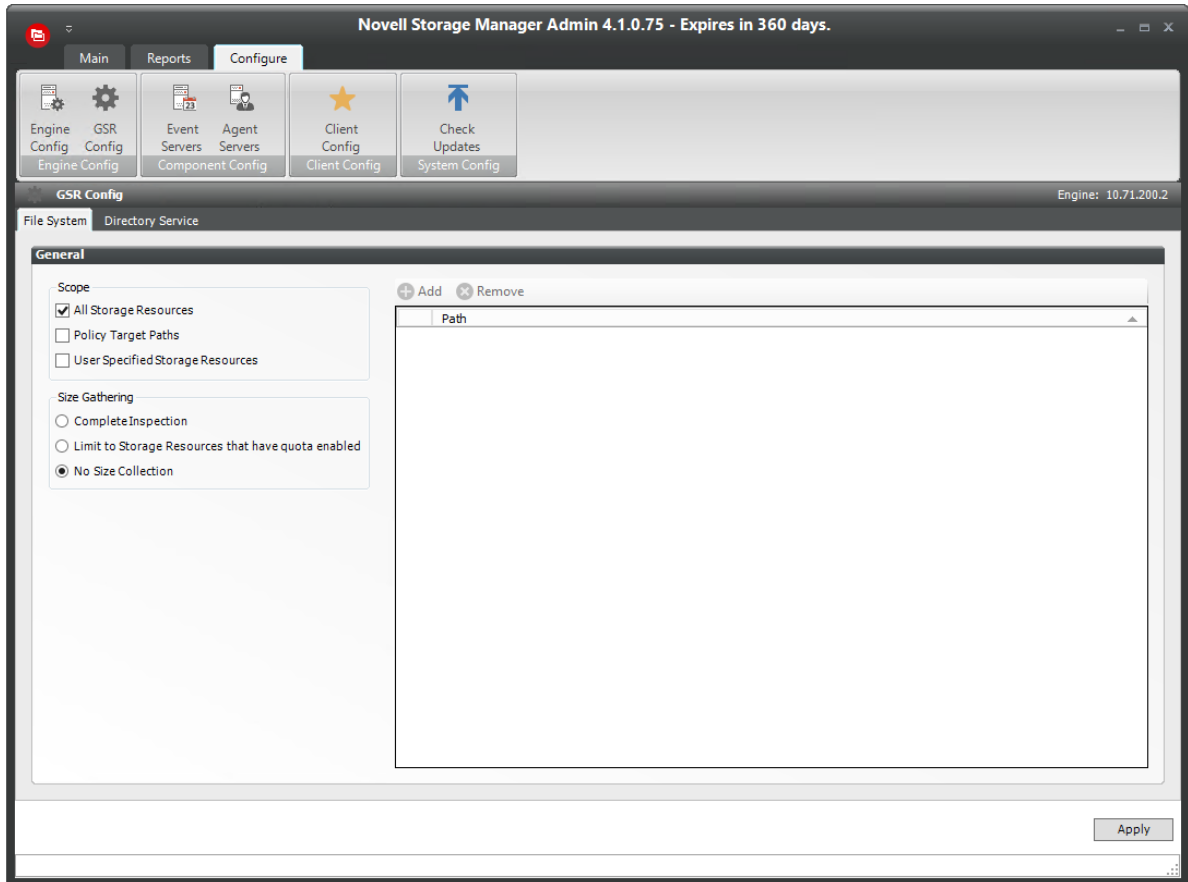 Novell Storage Manager Admin 4.1.0.75 - Expires in 360 days.
Main Reports Configure
Engine Config
GSR Config
Event Servers
Agent Servers
Client Config
Check Updates
23
Engine Config Component Config Client Config System Config
GSR Config Engine: 10.71.200.2
File System Directory Service
General
Scope
All Storage Resources
Policy Target Paths
User Specified Storage Resources
Size Gathering
Complete Inspection
Limit to Storage Resources that have quota enabled
No Size Collection
Add Remove
Path
Apply